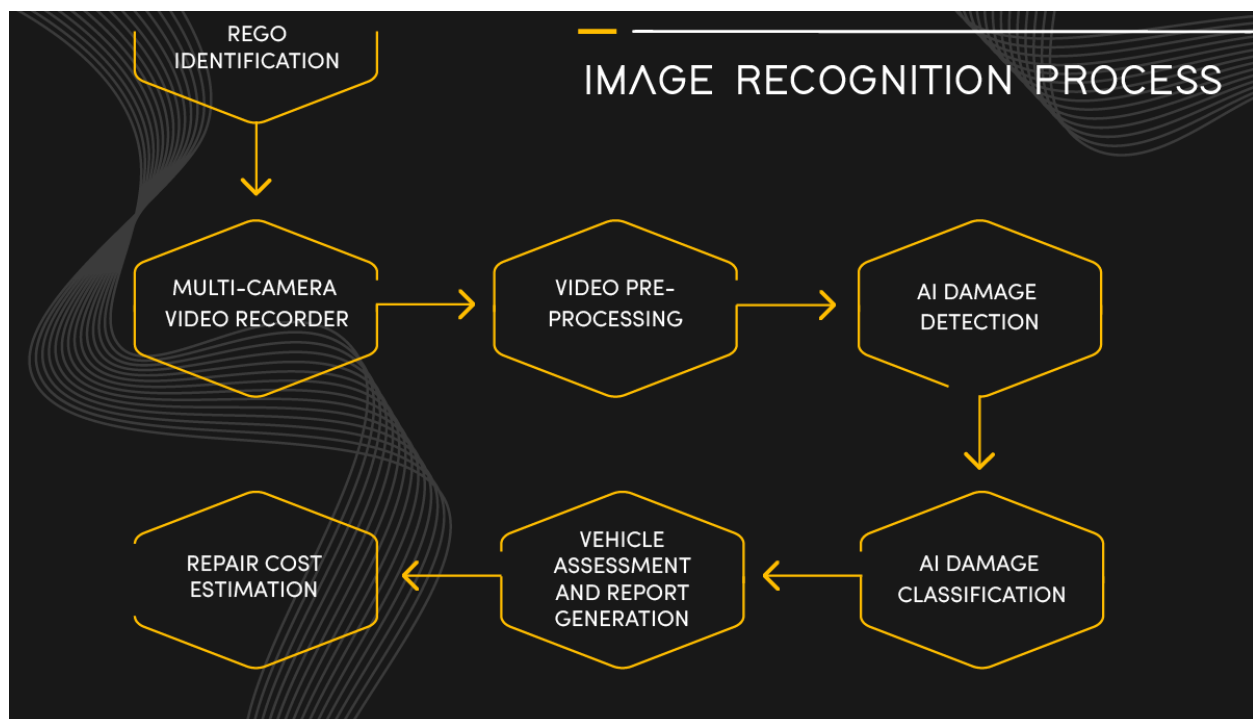 REGO
IDENTIFICATION
IMAGE RECOGNITION PROCESS
MULTI-CAMERA
VIDEO RECORDER
VIDEO PRE-
PROCESSING
AI DAMAGE
DETECTION
REPAIR COST
ESTIMATION
VEHICLE
ASSESSMENT
AND REPORT
GENERATION
AI DAMAGE
CLASSIFICATION